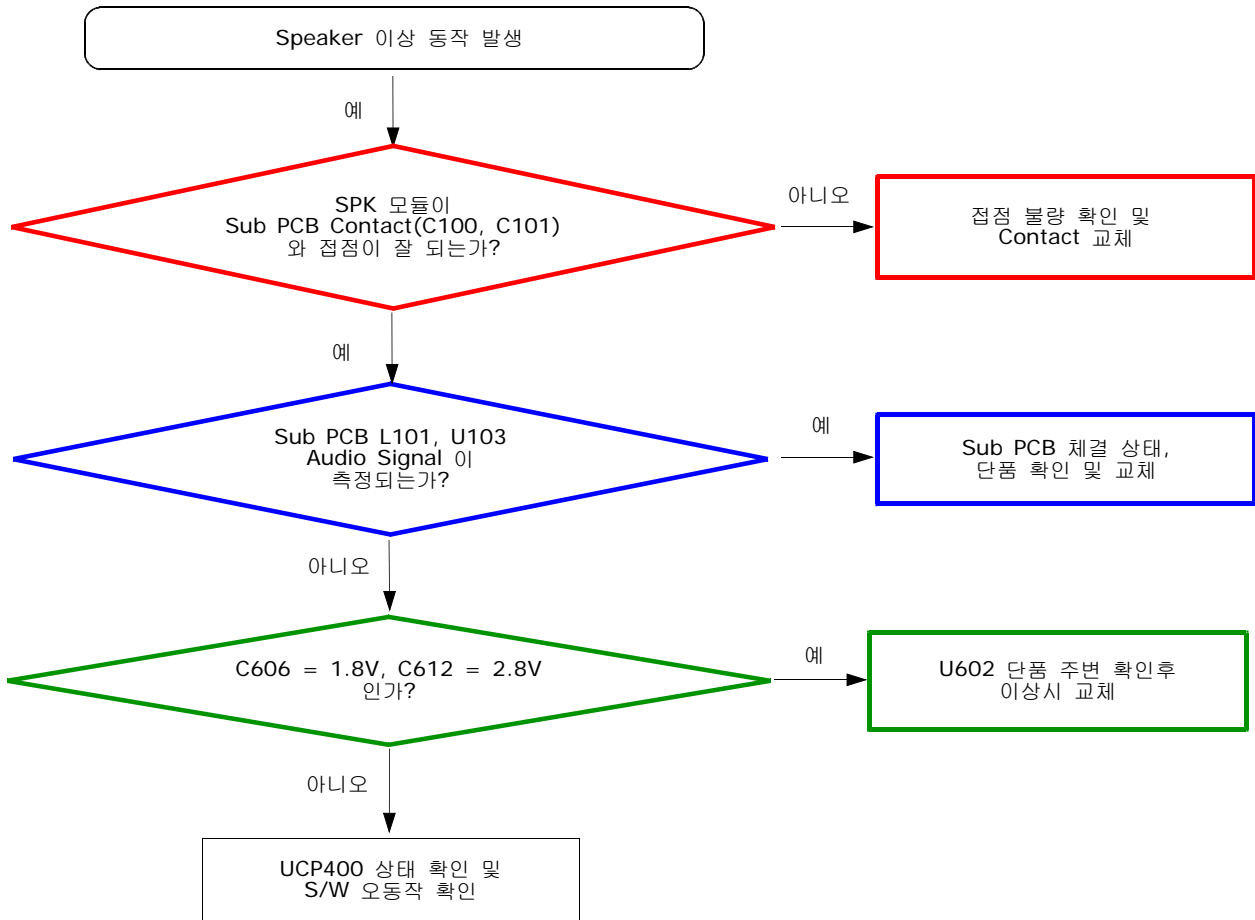 Speaker 이상 동작 발생
예
SPK 모듈이
Sub PCB Contact(C100, C101)
와 접점이 잘 되는가?
아니오
접점 불량 확인 및
Contact 교체
예
Sub PCB L101, U103
Audio Signal 이
측정되는가?
예
Sub PCB 체결 상태,
단품 확인 및 교체
아니오
C606 = 1.8V, C612 = 2.8V
인가?
예
U602 단품 주변 확인후
이상시 교체
아니오
UCP400 상태 확인 및
S/W 오동작 확인